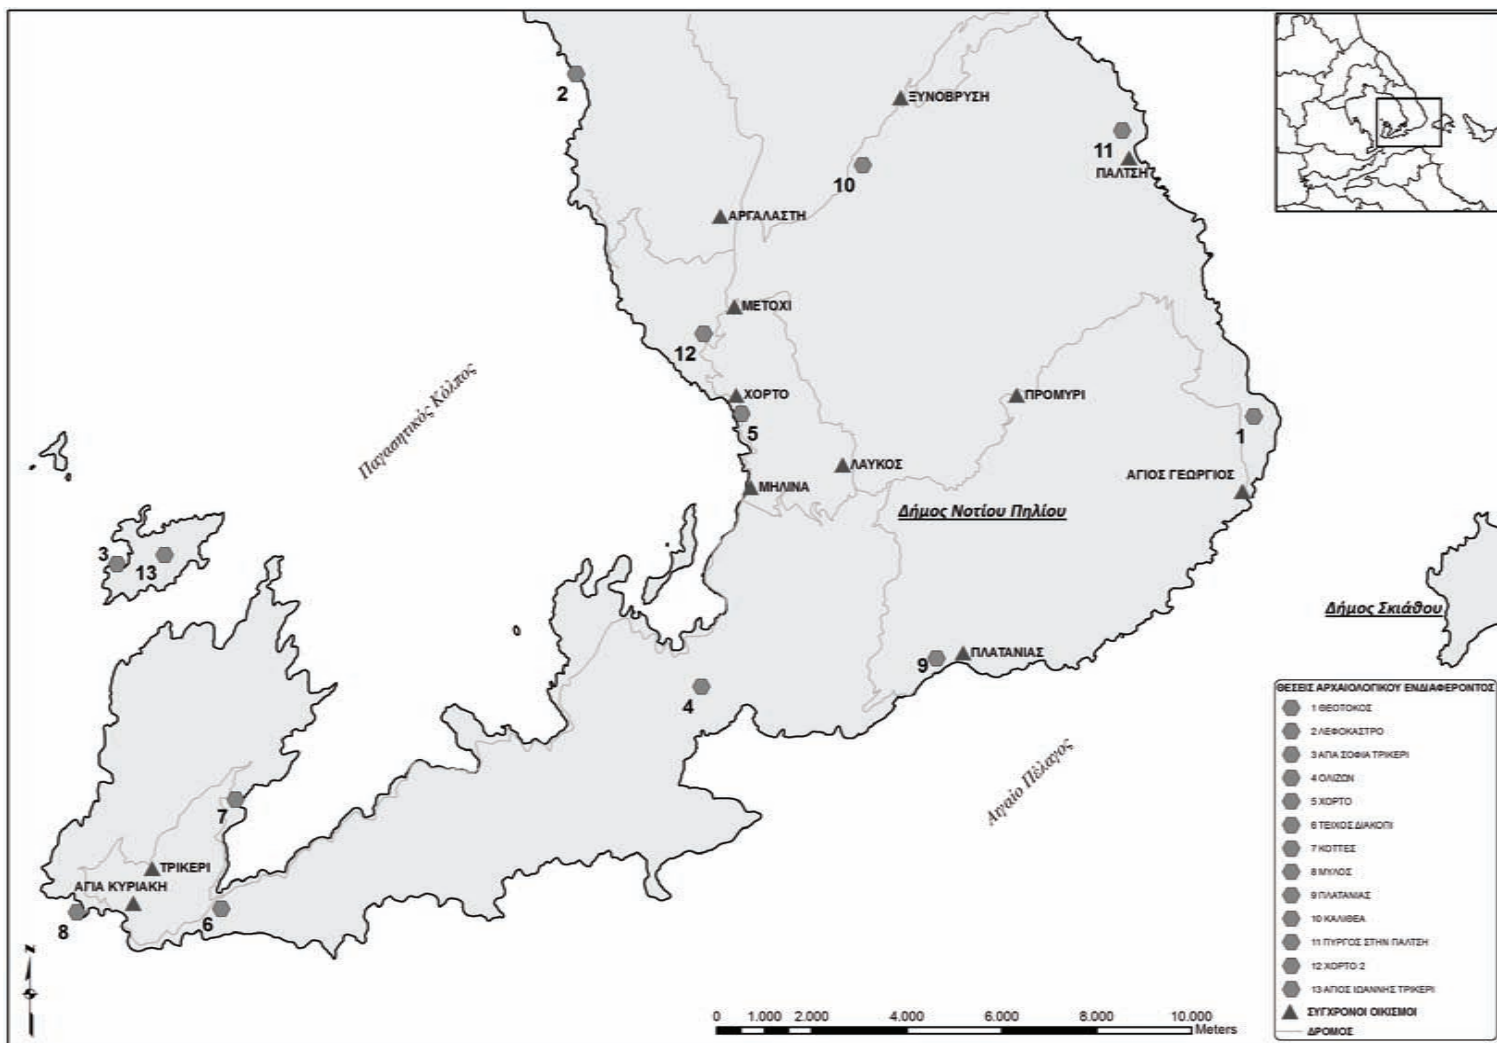 2
ΞΥΝΟΒΡΥΣΗ
11
ΠΑΛΤΣΗ
10
ΑΡΓΑΛΑΣΤΗ
ΜΕΤΟΧΙ
12
ΧΟΡΤΟ
5
ΠΡΟΜΥΡΙ
1
Παγασητικός Κόλπος
ΛΑΥΚΟΣ
ΑΓΙΟΣ ΓΕΩΡΓΙΟΣ
ΜΗΛΙΝΑ
Δήμος Νοτίου Πηλίου
3
13
Δήμος Σκιάθου
9
ΠΛΑΤΑΝΙΑΣ
4
Αιγαίο Πέλαγος
7
ΤΡΙΚΕΡΙ
ΑΓΙΑ ΚΥΡΙΑΚΗ
8
6
N
0 1.000 2.000 4.000 6.000 8.000 10.000
Meters
ΘΕΣΕΙΣ ΑΡΧΑΙΟΛΟΓΙΚΟΥ ΕΝΔΙΑΦΕΡΟΝΤΟΣ
1 ΘΕΟΤΟΚΟΣ
2 ΛΕΦΟΚΑΣΤΡΟ
3 ΑΓΙΑ ΣΟΦΙΑ ΤΡΙΚΕΡΙ
4 ΟΛΙΖΩΝ
5 ΧΟΡΤΟ
6 ΤΕΙΧΟΣ ΔΙΑΚΟΠΙ
7 ΚΟΤΤΕΣ
8 ΜΥΛΟΣ
9 ΠΛΑΤΑΝΙΑΣ
10 ΚΑΛΙΘΕΑ
11 ΠΥΡΓΟΣ ΣΤΗΝ ΠΑΛΤΣΗ
12 ΧΟΡΤΟ 2
13 ΑΓΙΟΣ ΙΩΑΝΝΗΣ ΤΡΙΚΕΡΙ
ΣΥΓΧΡΟΝΟΙ ΟΙΚΙΣΜΟΙ
ΔΡΟΜΟΣ